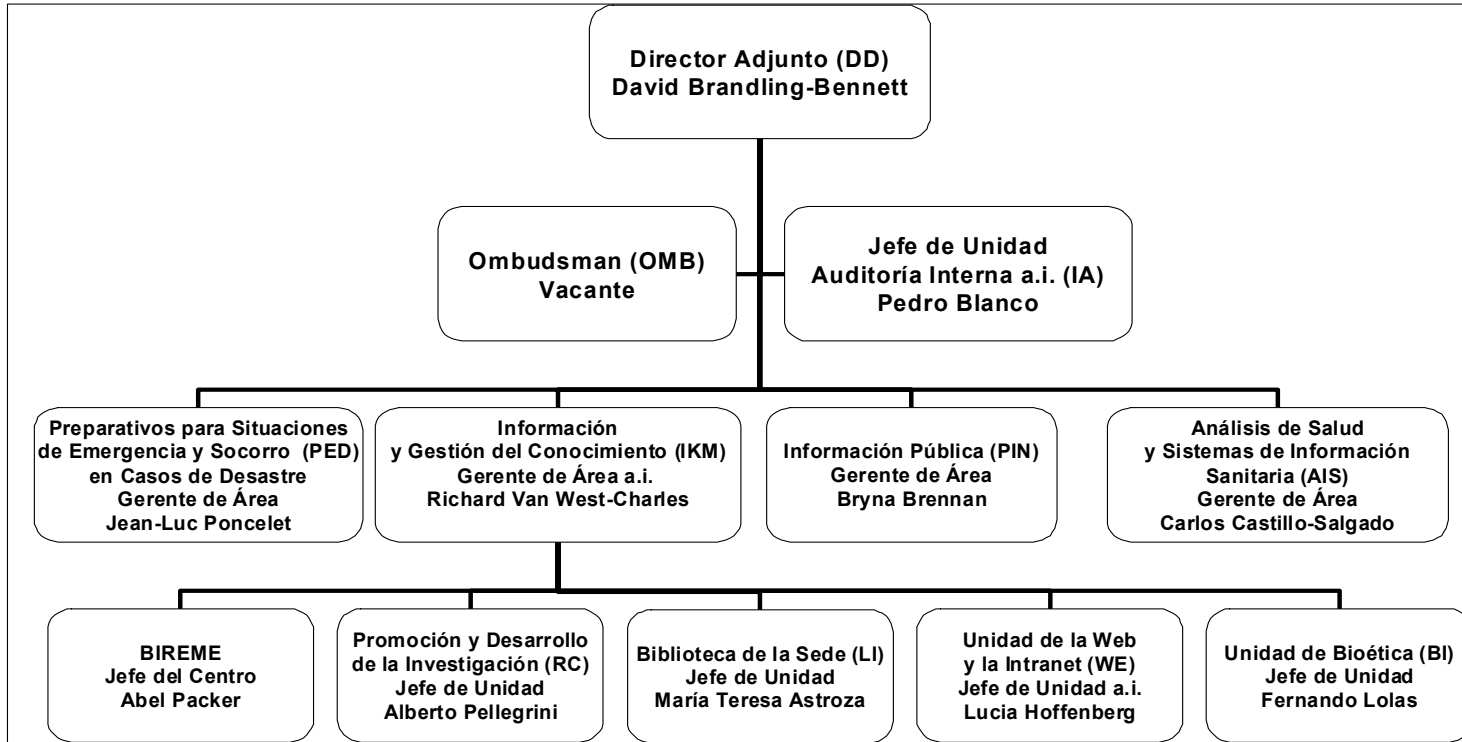 Director Adjunto (DD)
David Brandling-Bennett
Ombudsman (OMB)
Vacante
Jefe de Unidad
Auditoría Interna a.i. (IA)
Pedro Blanco
Preparativos para Situaciones
de Emergencia y Socorro (PED)
en Casos de Desastre
Gerente de Área
Jean-Luc Poncelet
Información
y Gestión del Conocimiento (IKM)
Gerente de Área a.i.
Richard Van West-Charles
Información Pública (PIN)
Gerente de Área
Bryna Brennan
Análisis de Salud
y Sistemas de Información
Sanitaria (AIS)
Gerente de Área
Carlos Castillo-Salgado
BIREME
Jefe del Centro
Abel Packer
Promoción y Desarrollo
de la Investigación (RC)
Jefe de Unidad
Alberto Pellegrini
Biblioteca de la Sede (LI)
Jefe de Unidad
María Teresa Astroza
Unidad de la Web
y la Intranet (WE)
Jefe de Unidad a.i.
Lucia Hoffenberg
Unidad de Bioética (BI)
Jefe de Unidad
Fernando Lolas